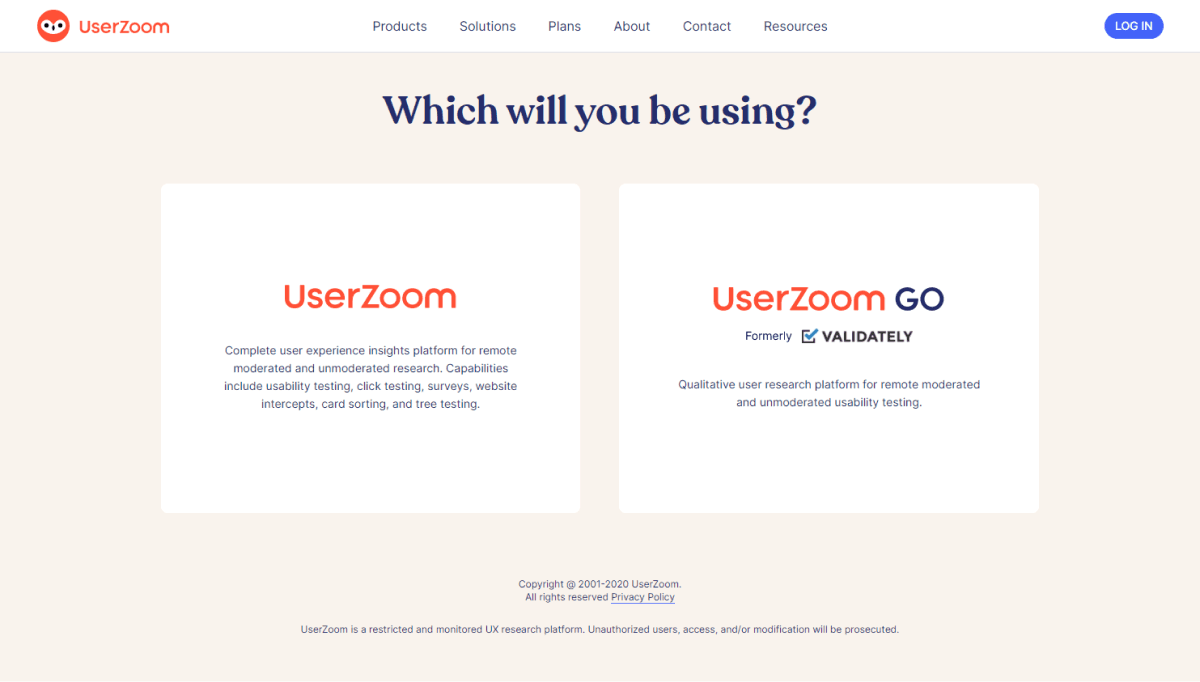 UserZoom
Products
Solutions
Plans
About
Contact
Resources
LOG IN
Which will you be using?
UserZoom
Complete user experience insights platform for remote
moderated and unmoderated research. Capabilities
include usability testing, click testing, surveys, website
intercepts, card sorting, and tree testing.
UserZoom GO
Formerly VALIDATELY
Qualitative user research platform for remote moderated
and unmoderated usability testing.
Copyright @ 2001-2020 UserZoom.
All rights reserved Privacy Policy
UserZoom is a restricted and monitored UX research platform. Unauthorized users, access, and/or modification will be prosecuted.